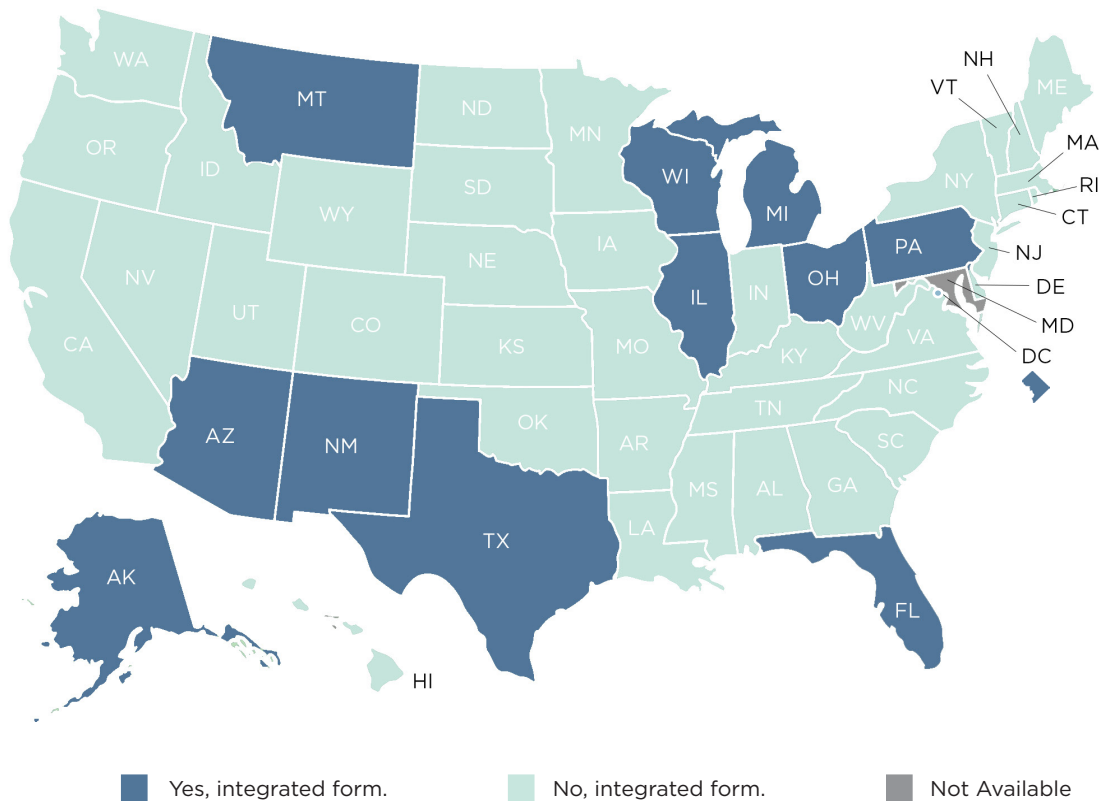 WA
MT
ND
MN
NH
VT
ME
OR
ID
SD
WI
MI
NY
MA
RI
CT
WY
IA
NE
PA
NJ
NV
UT
CO
IL
IN
OH
DE
MD
DC
CA
KS
MO
WV
VA
KY
AZ
NM
OK
AR
TN
NC
SC
MS
AL
GA
LA
TX
AK
FL
HI
Yes, integrated form.
No, integrated form.
Not Available